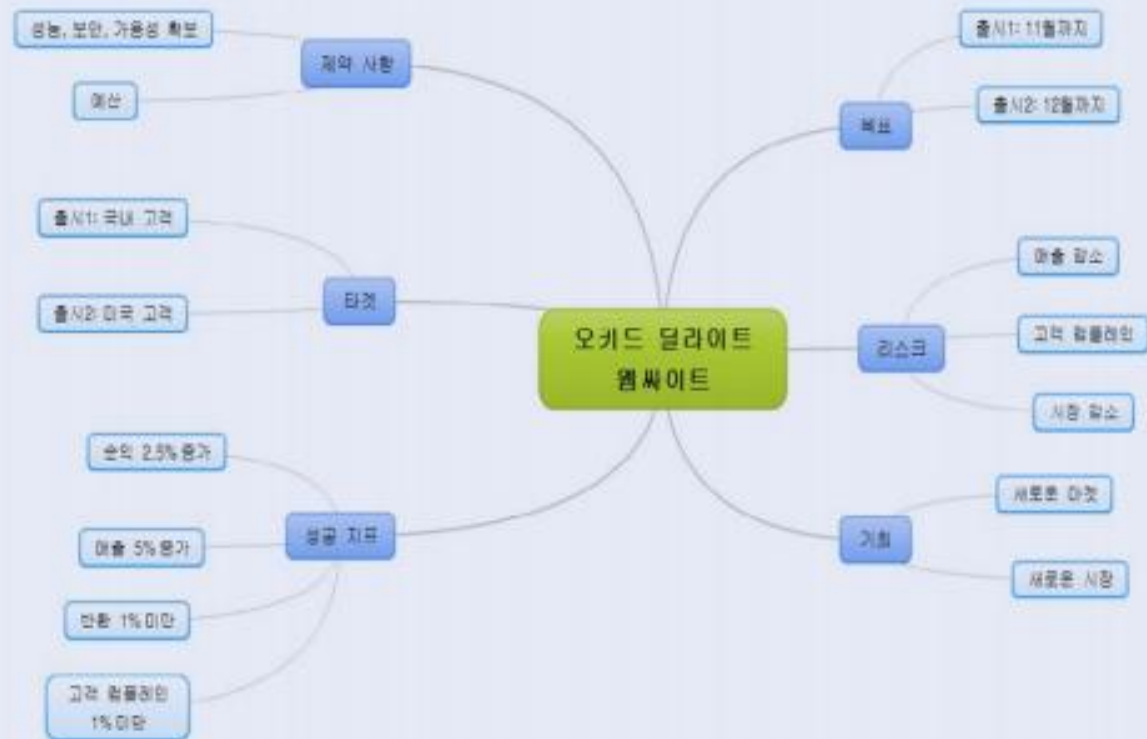 오키드 딜라이트
웹싸이트
제약 사항
성능, 보안, 가용성 확보
예산
타겟
출시1: 국내 고객
출시2: 미국 고객
성공 지표
순익 2.5% 증가
매출 5% 증가
반환 1% 미만
고객 컴플레인
1% 미만
목표
출시1: 11월까지
출시2: 12월까지
리스크
매출 감소
고객 컴플레인
시장 감소
기회
새로운 마켓
새로운 시장